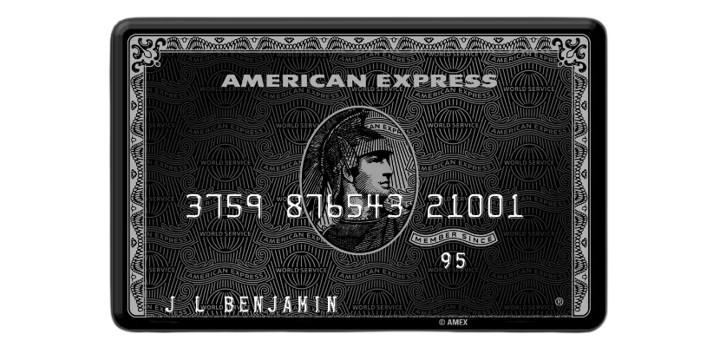 AMERICAN EXPRESS
3759 876543 21001
MEMBER SINCE
95
J L BENJAMIN
®
© AMEX